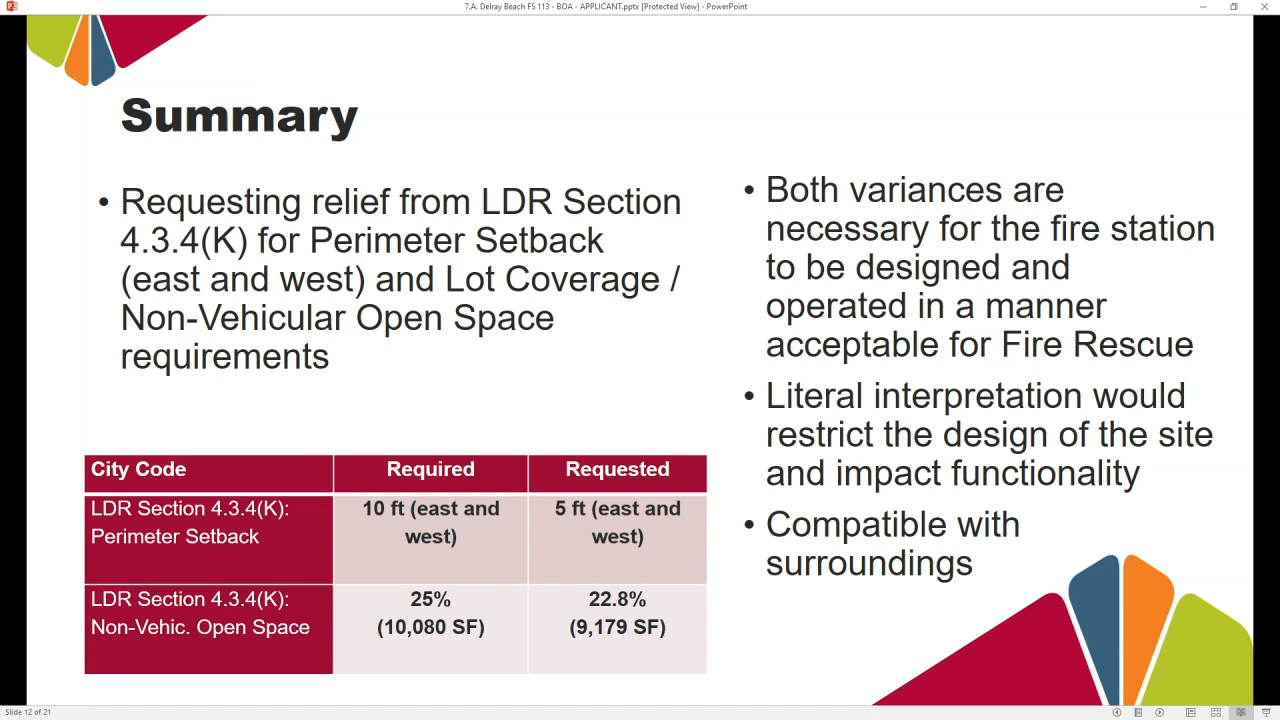 7.A. Delray Beach FS 113 - BOA - APPLICANT.pptx [Protected View] - PowerPoint
Summary
• Requesting relief from LDR Section
4.3.4(K) for Perimeter Setback
(east and west) and Lot Coverage /
Non-Vehicular Open Space
requirements
City Code Required Requested
LDR Section 4.3.4(K):
Perimeter Setback
10 ft (east and
west)
5 ft (east and
west)
LDR Section 4.3.4(K):
Non-Vehic. Open Space
25%
(10,080 SF)
22.8%
(9,179 SF)
• Both variances are
necessary for the fire station
to be designed and
operated in a manner
acceptable for Fire Rescue
• Literal interpretation would
restrict the design of the site
and impact functionality
• Compatible with
surroundings
Slide 12 of 21